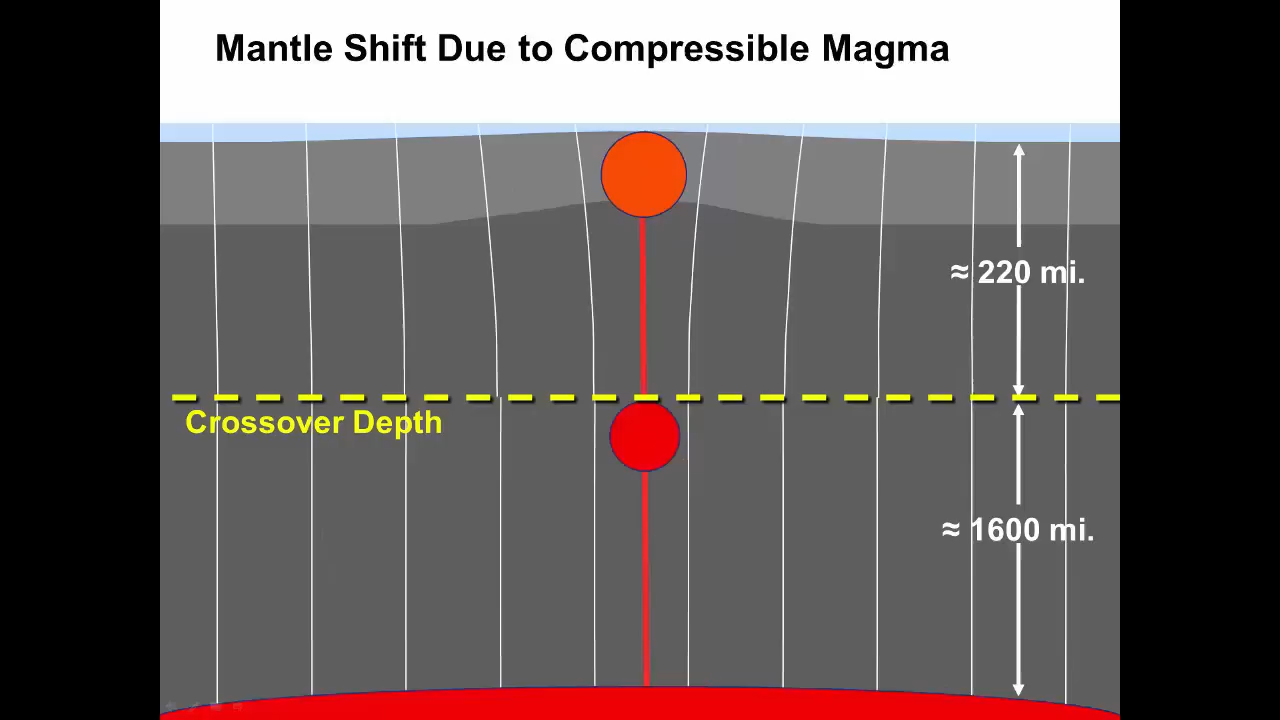 Mantle Shift Due to Compressible Magma
≈ 220 mi.
Crossover Depth
≈ 1600 mi.